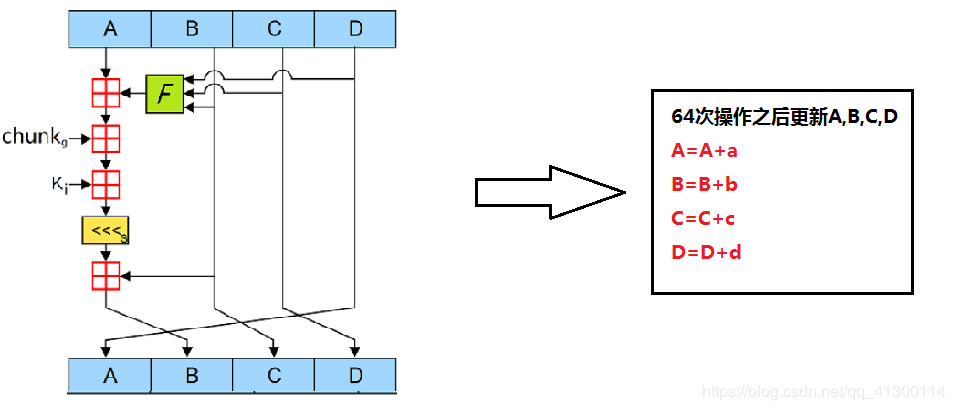 A B C D
F
chunkg
Ki
<<<s
A B C D
64次操作之后更新A,B,C,D
A=A+a
B=B+b
C=C+c
D=D+d
https://blog.csdn.net/qq_41300114